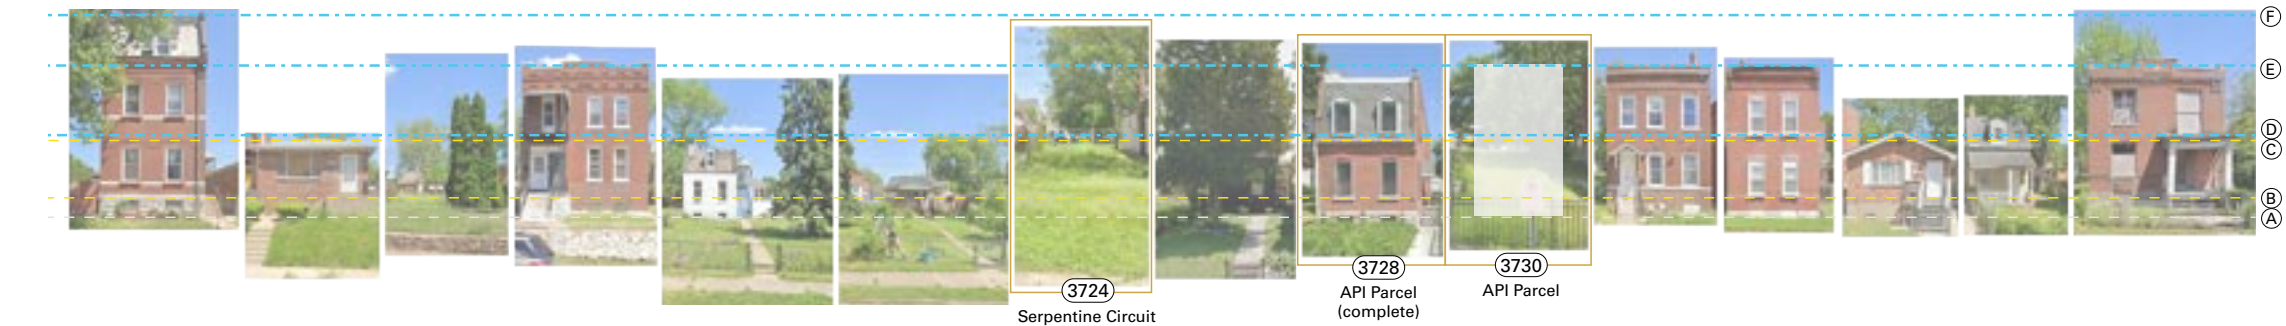 F
E
D
C
B
A
3724
Serpentine Circuit
3728
API Parcel
(complete)
3730
API Parcel